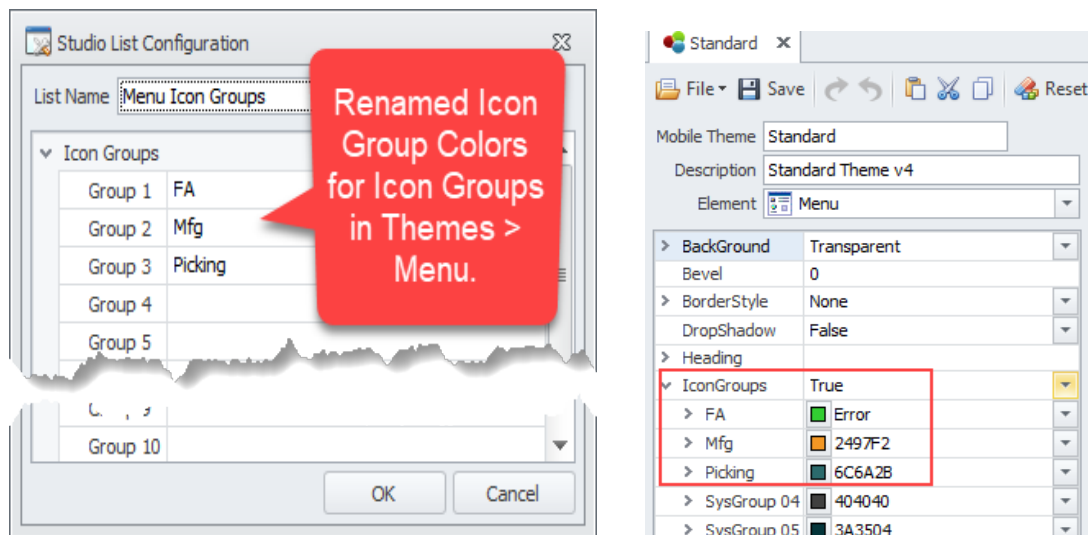 Studio List Configuration
List Name Menu Icon Groups
Icon Groups
Group 1 FA
Group 2 Mfg
Group 3 Picking
Group 4
Group 5
Group 10
OK Cancel
Renamed Icon
Group Colors
for Icon Groups
in Themes >
Menu.
Standard
File Save Reset
Mobile Theme Standard
Description Standard Theme v4
Element Menu
BackGround Transparent
Bevel 0
BorderStyle None
DropShadow False
Heading
IconGroups True
FA Error
Mfg 2497F2
Picking 6C6A2B
SysGroup 04 404040
SysGroup 05 3A3504